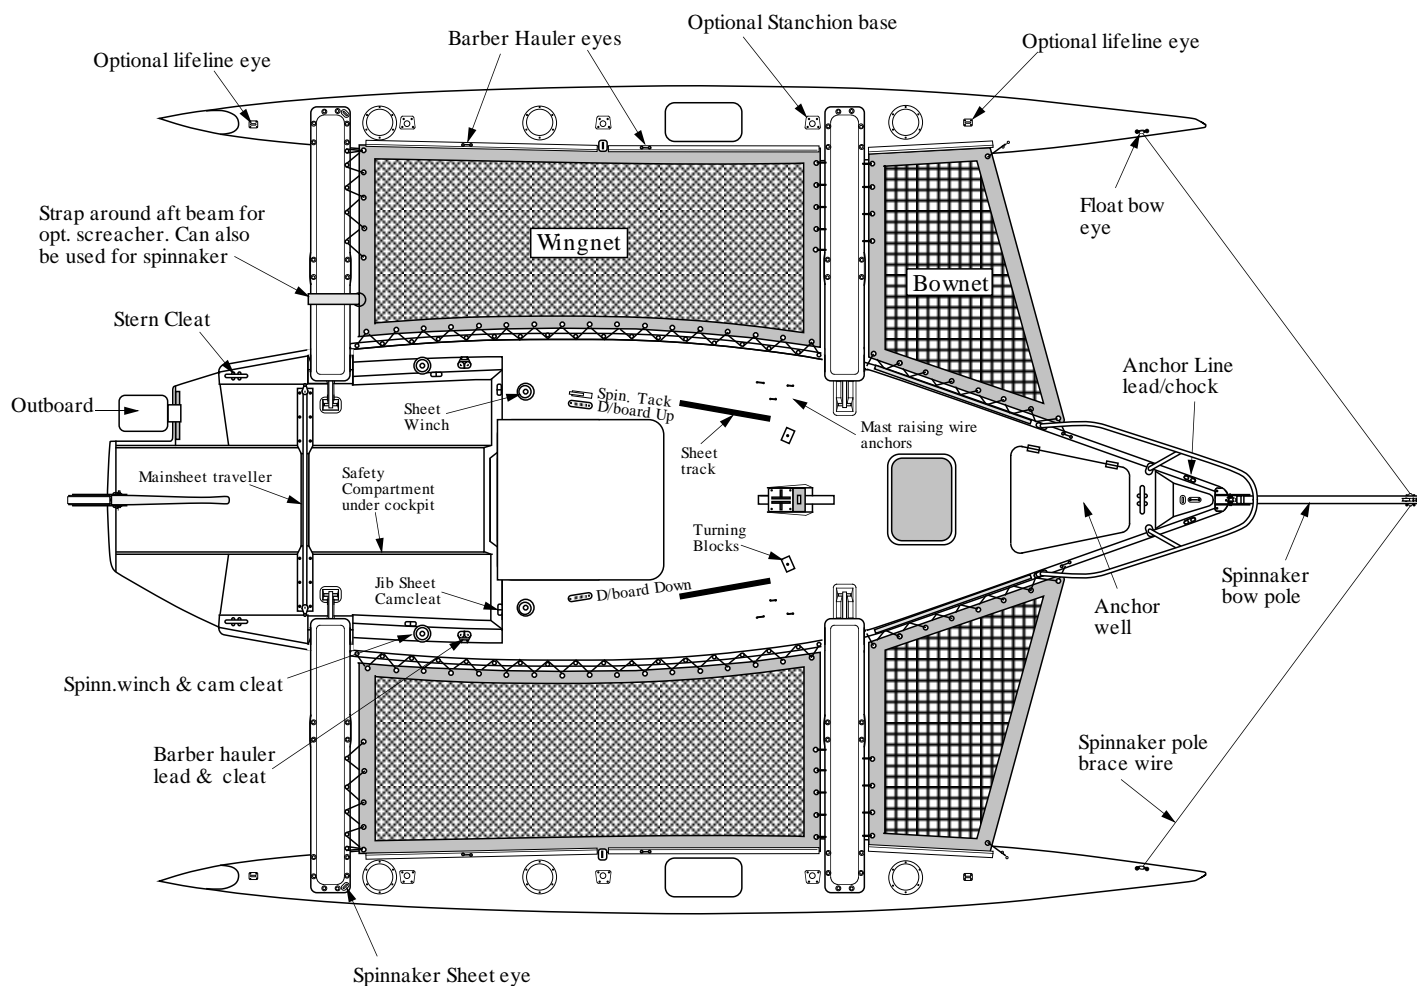 Optional Stanchion base
Barber Hauler eyes
Optional lifeline eye
Optional lifeline eye
Strap around aft beam for
opt. screacher. Can also
be used for spinnaker
Float bow
eye
Wingnet
Bownet
Stern Cleat
Anchor Line
lead/chock
Outboard
Sheet
Winch
Spin. Tack
D/board Up
Sheet
track
Mast raising wire
anchors
Mainsheet traveller
Safety
Compartment
under cockpit
Turning
Blocks
Jib Sheet
Camcleat
D/board Down
Spinnaker
bow pole
Anchor
well
Spinn.winch & cam cleat
Barber hauler
lead & cleat
Spinnaker pole
brace wire
Spinnaker Sheet eye